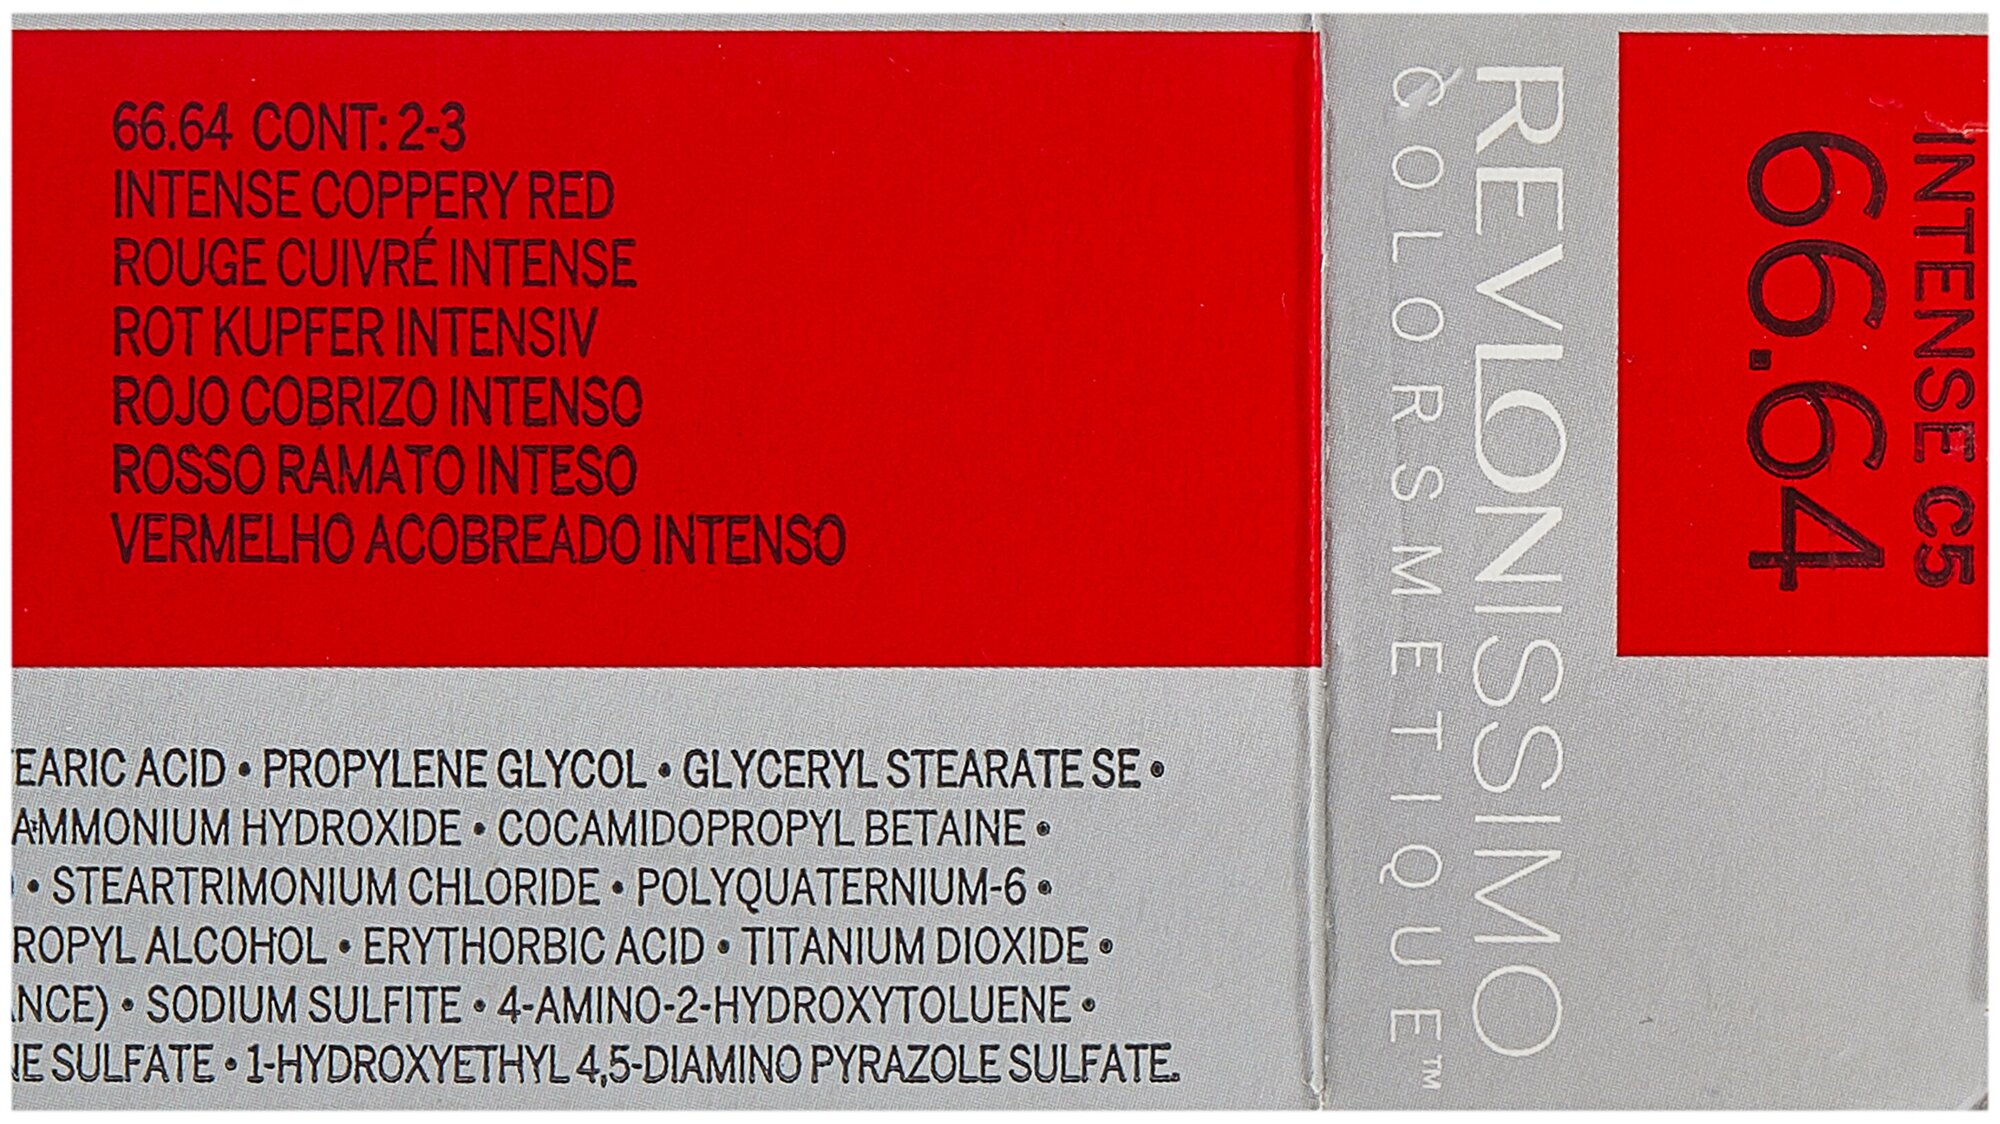 66.64 CONT: 2-3
INTENSE COPPERY RED
ROUGE CUIVRÉ INTENSE
ROT KUPFER INTENSIV
ROJO COBRIZO INTENSO
ROSSO RAMATO INTESO
VERMELHO ACOBREADO INTENSO
ACID • PROPYLENE GLYCOL • GLYCERYL STEARATE SE •
AMMONIUM HYDROXIDE • COCAMIDOPROPYL BETAINE •
• STEARTRIMONIUM CHLORIDE • POLYQUATERNIUM-6 •
ALCOHOL • ERYTHORBIC ACID • TITANIUM DIOXIDE •
• SODIUM SULFITE • 4-AMINO-2-HYDROXYTOLUENE •
SULFATE • 1-HYDROXYETHYL 4,5-DIAMINO PYRAZOLE SULFATE.
REVLONISSIMO
COLORSMETIQUE™
INTENSE C5
66.64